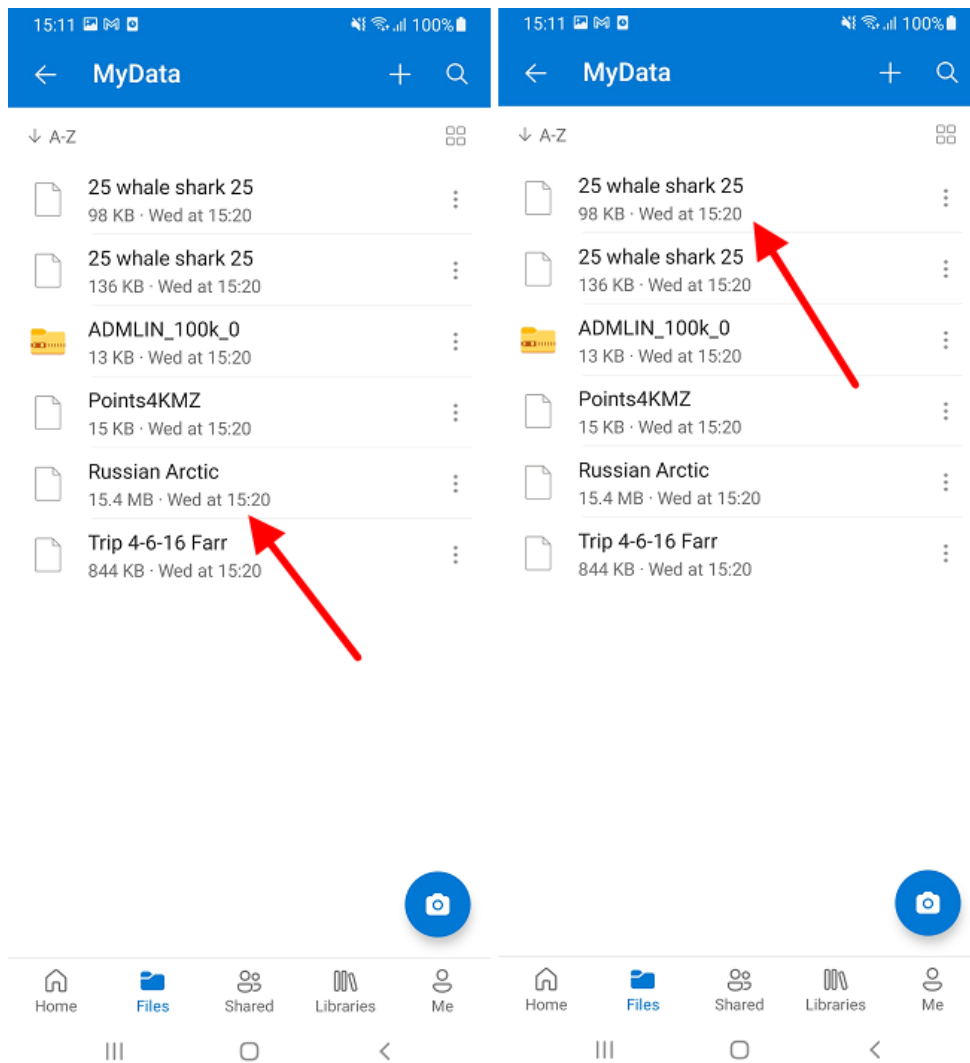 15:11
100%
MyData
A-Z
25 whale shark 25
98 KB · Wed at 15:20
25 whale shark 25
136 KB · Wed at 15:20
ADMLIN_100k_0
13 KB · Wed at 15:20
Points4KMZ
15 KB · Wed at 15:20
Russian Arctic
15.4 MB · Wed at 15:20
Trip 4-6-16 Farr
844 KB · Wed at 15:20
Home
Files
Shared
Libraries
Me
15:11
100%
MyData
A-Z
25 whale shark 25
98 KB · Wed at 15:20
25 whale shark 25
136 KB · Wed at 15:20
ADMLIN_100k_0
13 KB · Wed at 15:20
Points4KMZ
15 KB · Wed at 15:20
Russian Arctic
15.4 MB · Wed at 15:20
Trip 4-6-16 Farr
844 KB · Wed at 15:20
Home
Files
Shared
Libraries
Me